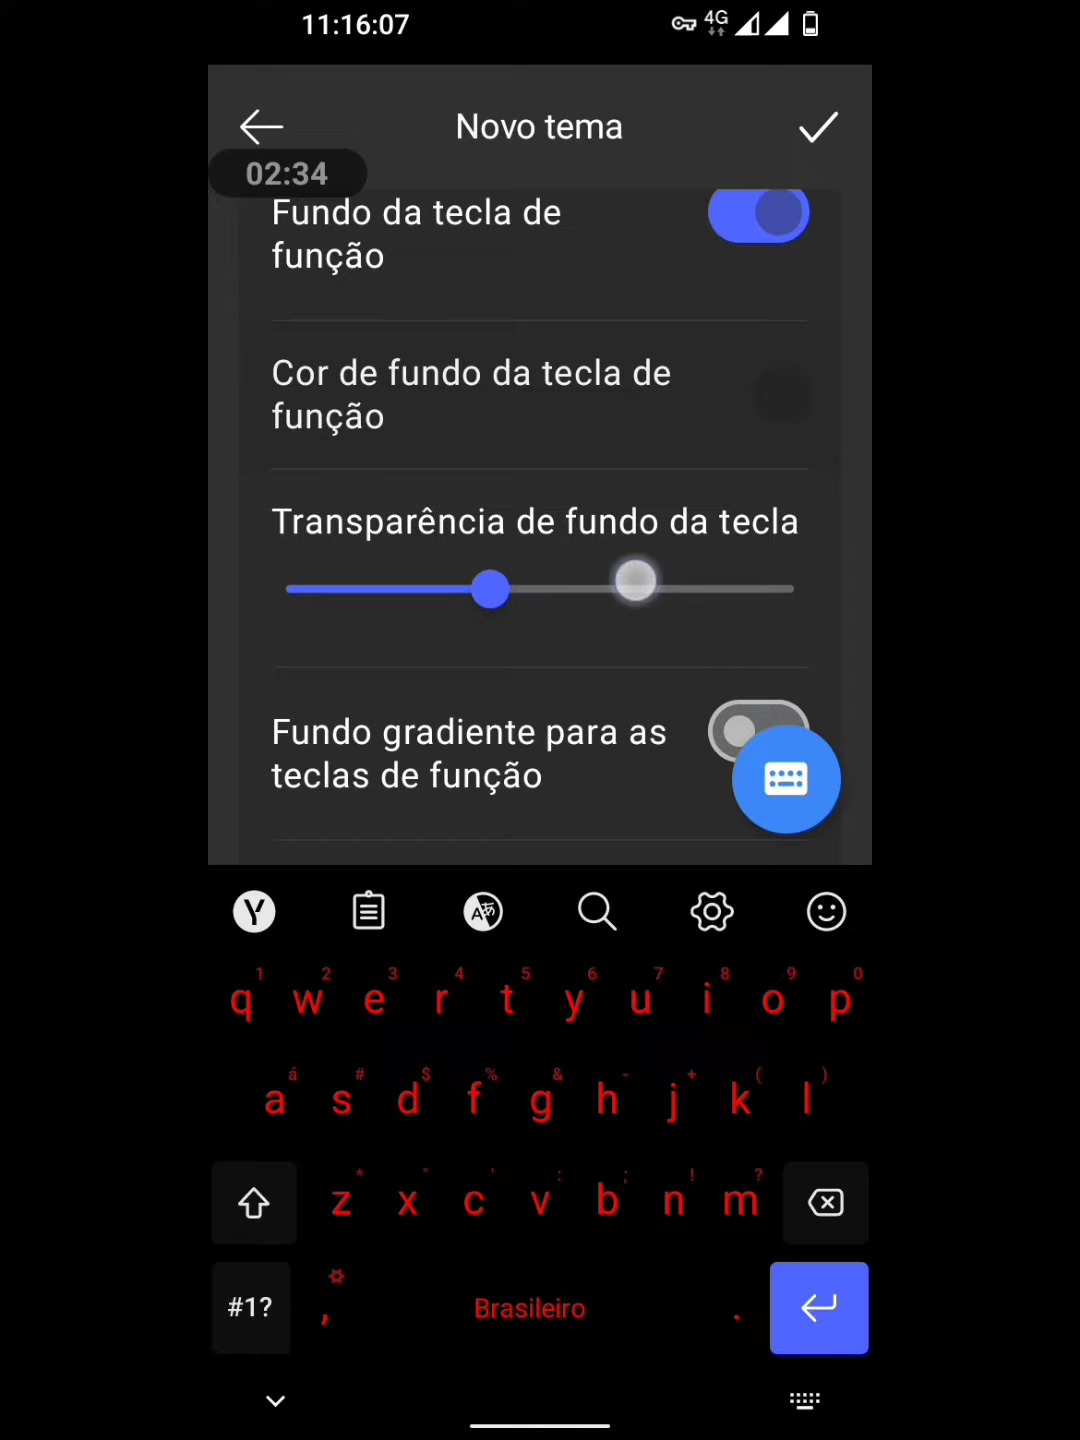 11:16:07
4G
Novo tema
02:34
Fundo da tecla de
função
Cor de fundo da tecla de
função
Transparência de fundo da tecla
Fundo gradiente para as
teclas de função
Y
1 2 3 4 5 6 7 8 9 0
q w e r t y u i o p
á # $ % & - + ( )
a s d f g h j k l
* " ' : ; ! ?
z x c v b n m
#1? , Brasileiro .